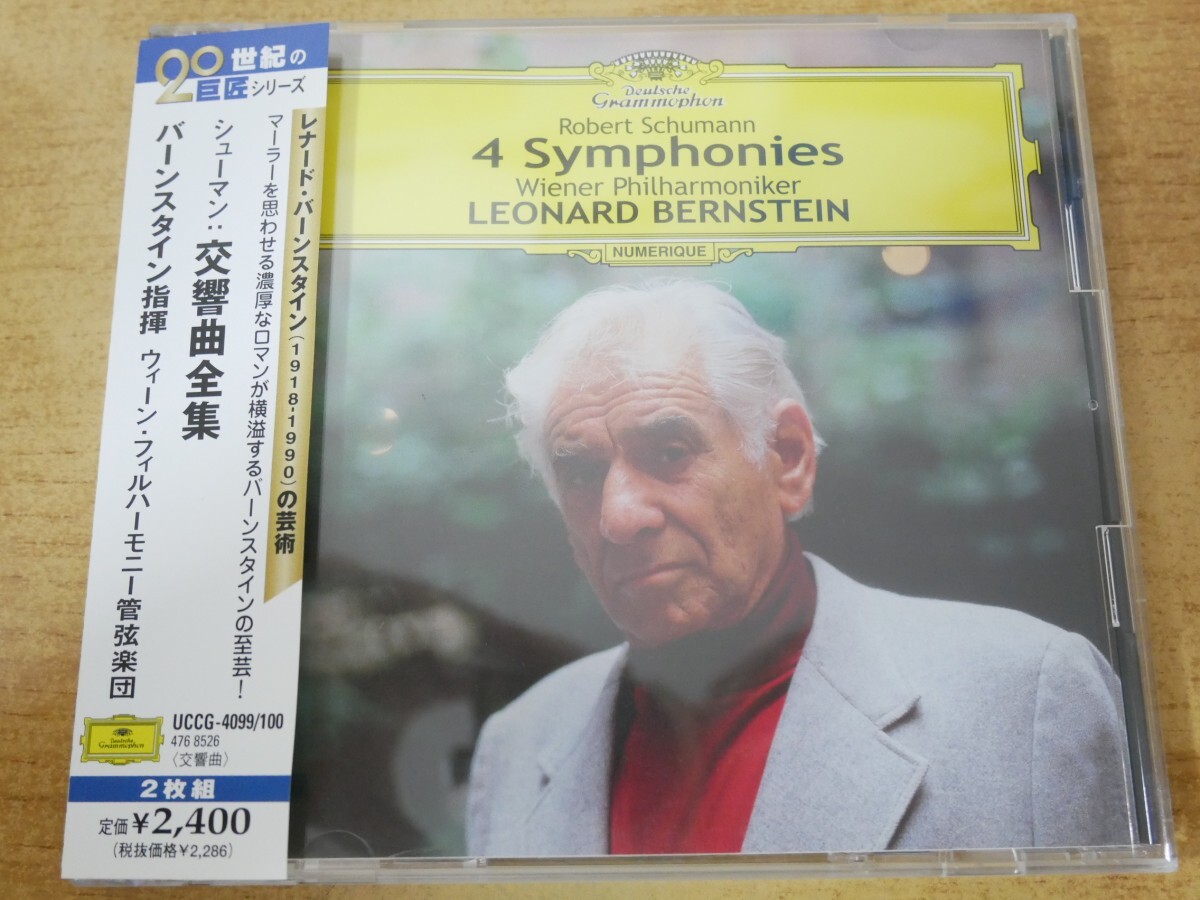 20世紀の
巨匠シリーズ
レナード・バーンスタイン(1918-1990)の芸術
マーラーを思わせる濃厚なロマンが横溢するバーンスタインの至芸!
シューマン:交響曲全集
バーンスタイン指揮 ウィーン・フィルハーモニー管弦楽団
Deutsche
Grammophon
UCCG-4099/100
476 8526
〈交響曲〉
2枚組
定価¥2,400
(税抜価格¥2,286)
Deutsche
Grammophon
Robert Schumann
4 Symphonies
Wiener Philharmoniker
LEONARD BERNSTEIN
NUMERIQUE